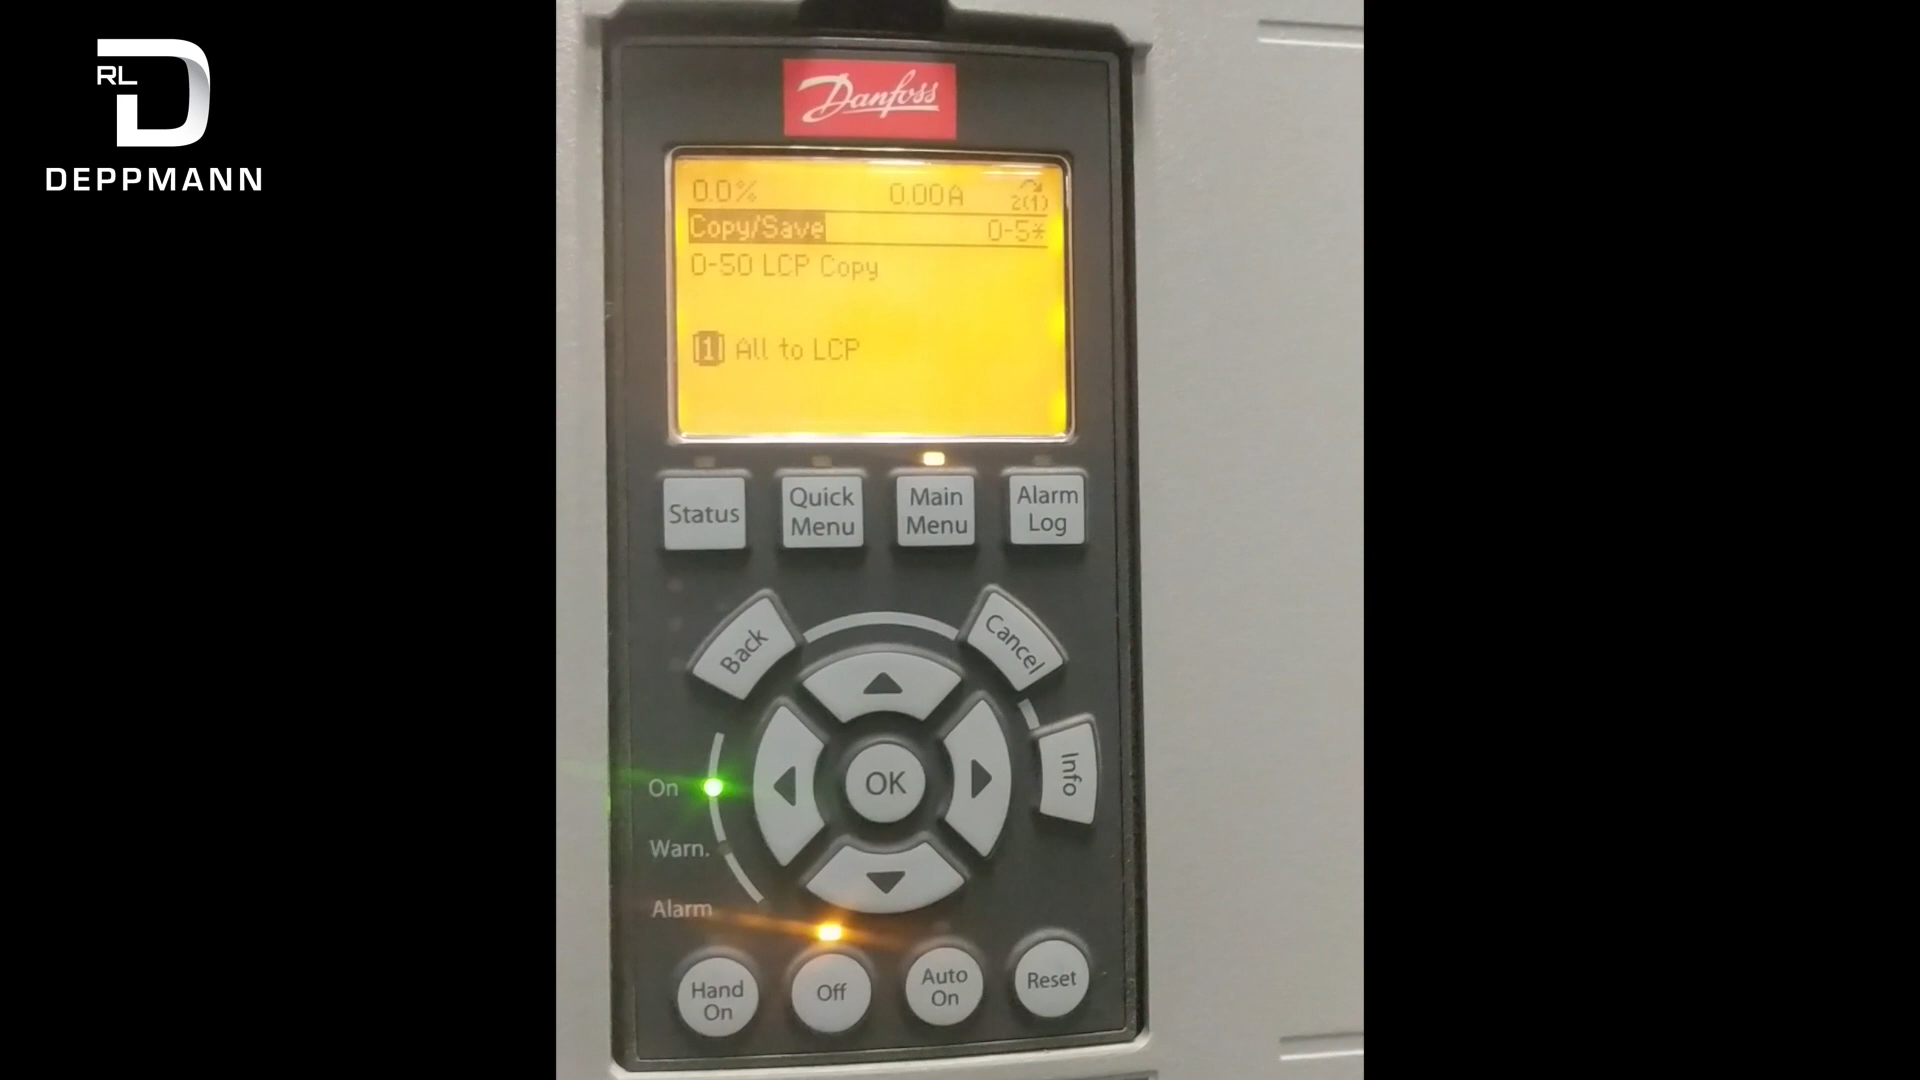 RL D
DEPPMANN
Danfoss
0.0% 0.00A 2(1)
Copy/Save 0-5*
0-50 LCP Copy
[1] All to LCP
Status Quick Menu Main Menu Alarm Log
Back Cancel
Info
OK
On
Warn.
Alarm
Hand On Off Auto On Reset